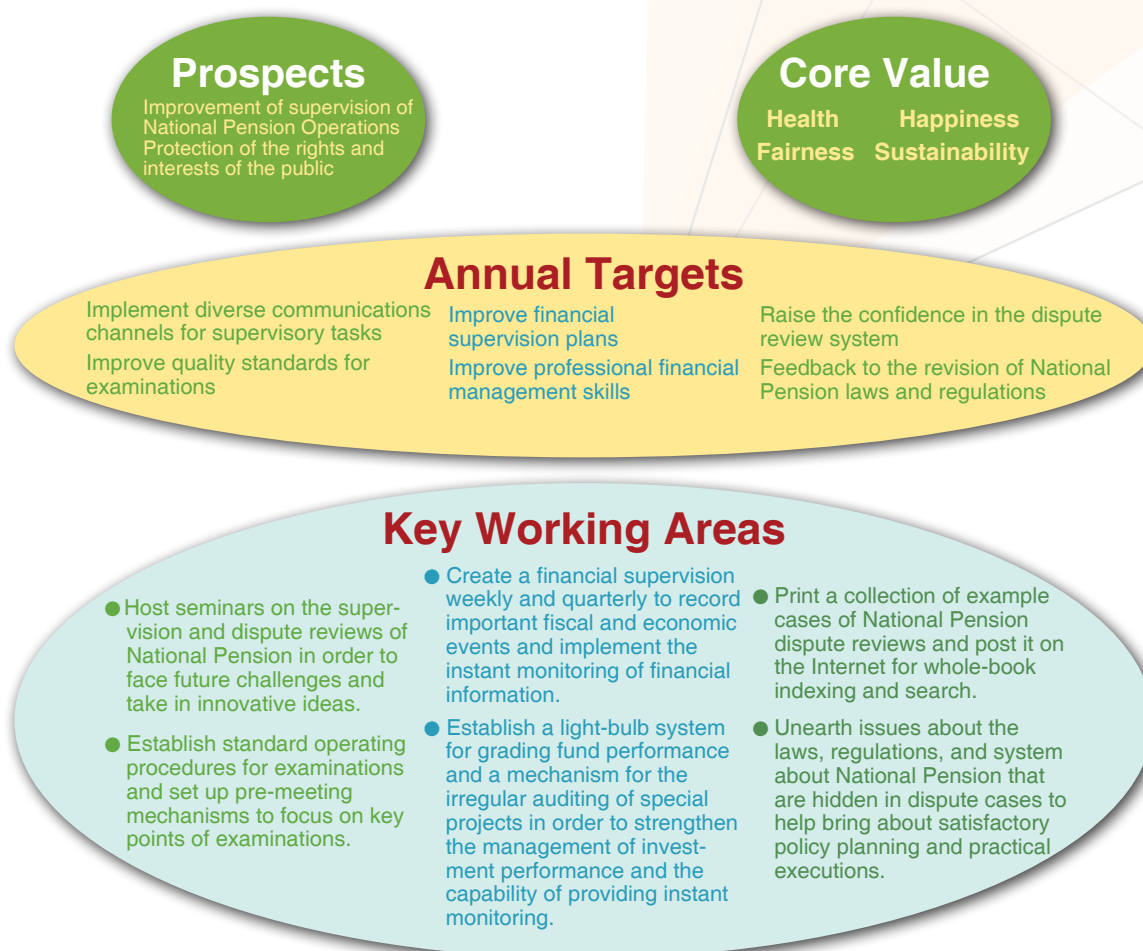 Prospects
Improvement of supervision of
National Pension Operations
Protection of the rights and
interests of the public
Core Value
Health Happiness
Fairness Sustainability
Annual Targets
Implement diverse communications
channels for supervisory tasks
Improve quality standards for
examinations
Improve financial
supervision plans
Improve professional financial
management skills
Raise the confidence in the dispute
review system
Feedback to the revision of National
Pension laws and regulations
Key Working Areas
● Host seminars on the super-
vision and dispute reviews of
National Pension in order to
face future challenges and
take in innovative ideas.
● Establish standard operating
procedures for examinations
and set up pre-meeting
mechanisms to focus on key
points of examinations.
● Create a financial supervision
weekly and quarterly to record
important fiscal and economic
events and implement the
instant monitoring of financial
information.
● Establish a light-bulb system
for grading fund performance
and a mechanism for the
irregular auditing of special
projects in order to strengthen
the management of invest-
ment performance and the
capability of providing instant
monitoring.
● Print a collection of example
cases of National Pension
dispute reviews and post it on
the Internet for whole-book
indexing and search.
● Unearth issues about the
laws, regulations, and system
about National Pension that
are hidden in dispute cases to
help bring about satisfactory
policy planning and practical
executions.